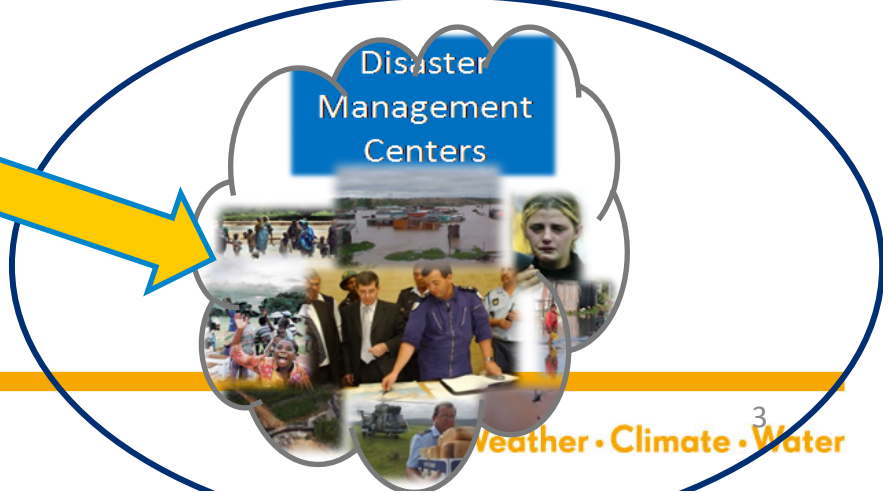 Disaster
Management
Centers
3
Weather · Climate · Water